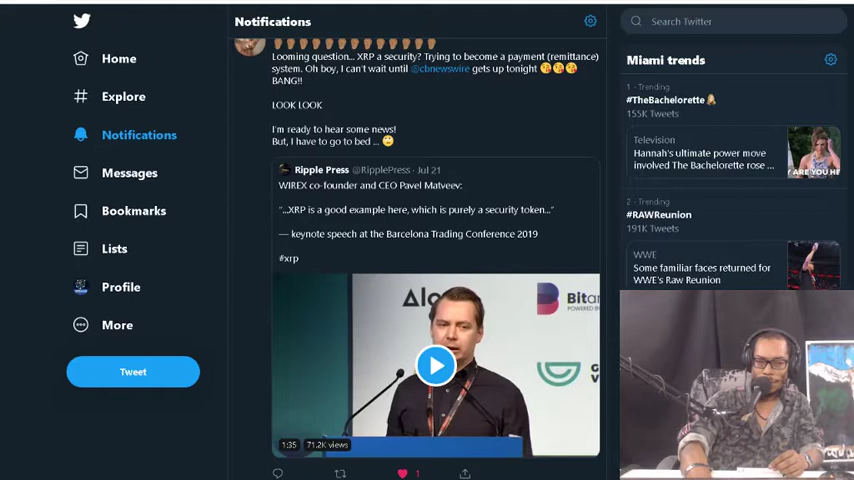 Notifications
Search Twitter
Home
Explore
Notifications
Messages
Bookmarks
Lists
Profile
More
Tweet
Looming question... XRP a security? Trying to become a payment (remittance)
system. Oh boy, I can't wait until @cbnewswire gets up tonight 😘😘😘
BANG!!
LOOK LOOK
I'm ready to hear some news!
But, I have to go to bed ... 🙄
Ripple Press @RipplePress · Jul 21
WIREX co-founder and CEO Pavel Matveev:
"...XRP is a good example here, which is purely a security token..."
— keynote speech at the Barcelona Trading Conference 2019
#xrp
1:35 71.2K views
1
Miami trends
1 · Trending
#TheBachelorette
155K Tweets
Television
Hannah's ultimate power move
involved The Bachelorette rose ...
2 · Trending
#RAWReunion
191K Tweets
WWE
Some familiar faces returned for
WWE's Raw Reunion